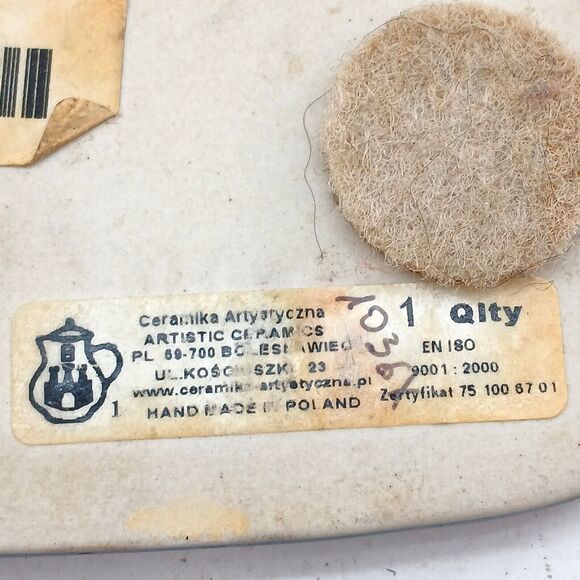 Ceramika Artystyczna
ARTISTIC CERAMICS
PL 59-700 BOLESŁAWIEC
UL.KOŚCIUSZKI 23
www.ceramika-artystyczna.pl
HAND MADE IN POLAND
1
1 Qlty
EN ISO
9001 : 2000
Zertyfikat 75 100 67 01